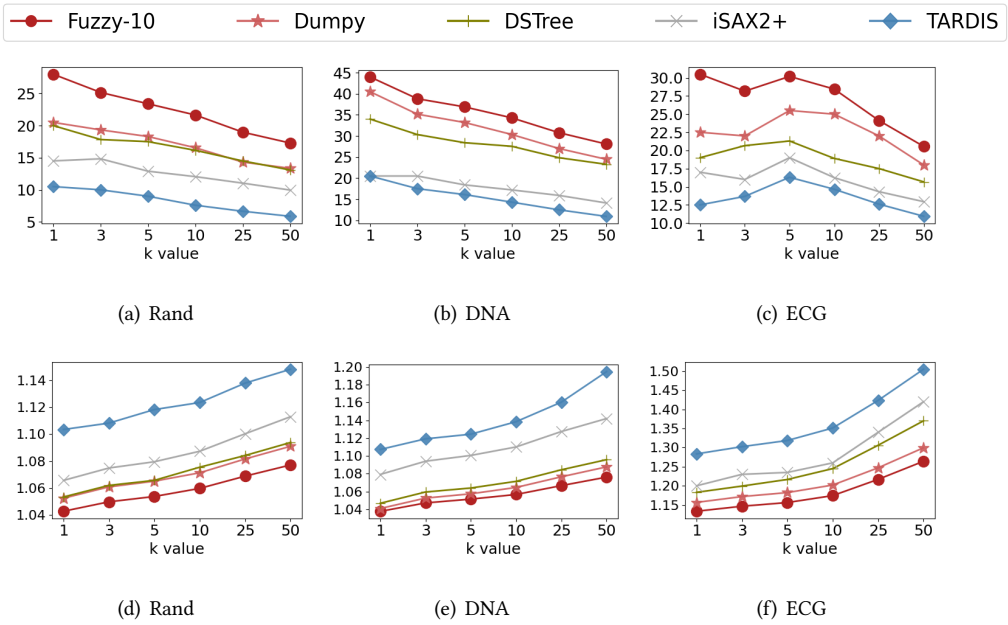 Fuzzy-10 Dumpy DSTree iSAX2+ TARDIS
25
20
15
10
5
1 3 5 10 25 50
k value
(a) Rand
45
40
35
30
25
20
15
10
1 3 5 10 25 50
k value
(b) DNA
30.0
27.5
25.0
22.5
20.0
17.5
15.0
12.5
10.0
1 3 5 10 25 50
k value
(c) ECG
1.14
1.12
1.10
1.08
1.06
1.04
1 3 5 10 25 50
k value
(d) Rand
1.20
1.18
1.16
1.14
1.12
1.10
1.08
1.06
1.04
1 3 5 10 25 50
k value
(e) DNA
1.50
1.45
1.40
1.35
1.30
1.25
1.20
1.15
1 3 5 10 25 50
k value
(f) ECG